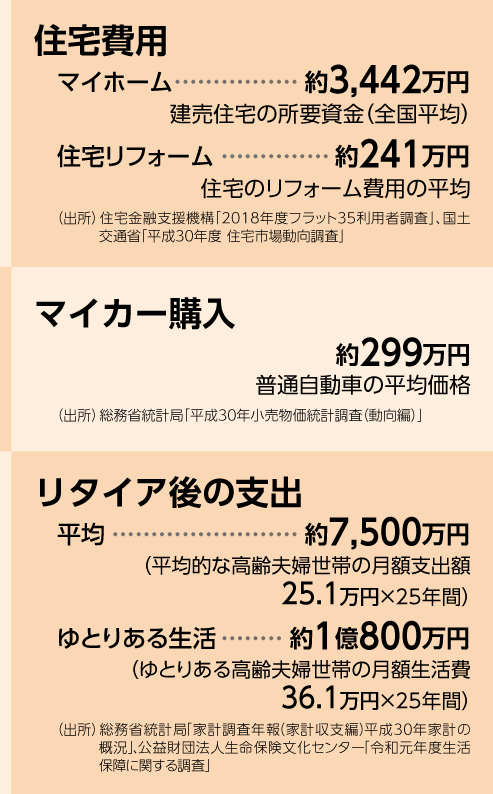 住宅費用
マイホーム……………… 約3,442万円
建売住宅の所要資金（全国平均）
住宅リフォーム …………… 約241万円
住宅のリフォーム費用の平均
（出所）住宅金融支援機構「2018年度フラット35利用者調査」、国土
交通省「平成30年度 住宅市場動向調査」
マイカー購入
約299万円
普通自動車の平均価格
（出所）総務省統計局「平成30年小売物価統計調査（動向編）」
リタイア後の支出
平均 ……………………… 約7,500万円
（平均的な高齢夫婦世帯の月額支出額
25.1万円×25年間）
ゆとりある生活 ……… 約1億800万円
（ゆとりある高齢夫婦世帯の月額生活費
36.1万円×25年間）
（出所）総務省統計局「家計調査年報（家計収支編）平成30年家計の
概況」、公益財団法人生命保険文化センター「令和元年度生活
保障に関する調査」